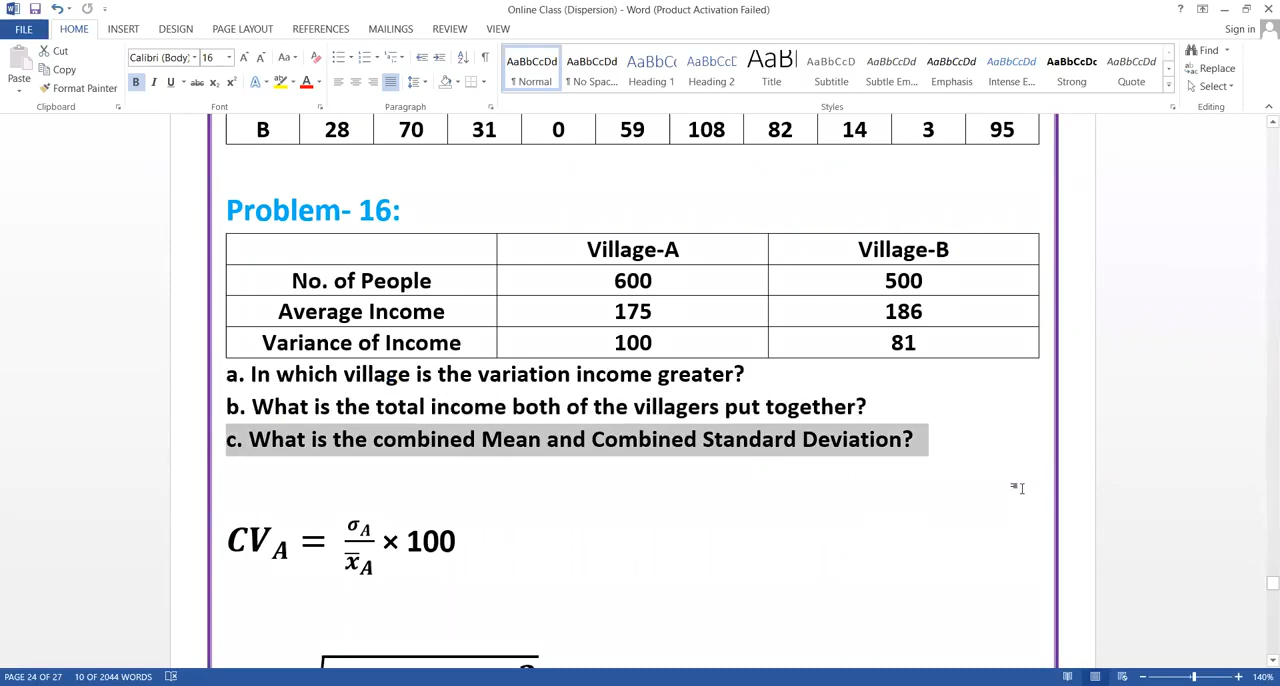 Online Class (Dispersion) - Word (Product Activation Failed)
FILE HOME INSERT DESIGN PAGE LAYOUT REFERENCES MAILINGS REVIEW VIEW Sign in
Cut
Copy
Format Painter
Paste
Calibri (Body) 16
AaBbCcDd AaBbCcDd AaBbCc AaBbCcD AaBl AaBbCcD AaBbCcDd AaBbCcDd AaBbCcDd AaBbCcDc AaBbCcDd
¶ Normal ¶ No Spac... Heading 1 Heading 2 Title Subtitle Subtle Em... Emphasis Intense E... Strong Quote
Find
Replace
Select
Clipboard Font Paragraph Styles Editing
B 28 70 31 0 59 108 82 14 3 95
Problem- 16:
Village-A Village-B
No. of People 600 500
Average Income 175 186
Variance of Income 100 81
a. In which village is the variation income greater?
b. What is the total income both of the villagers put together?
c. What is the combined Mean and Combined Standard Deviation?
CV_A = σ_A / x̅_A × 100
PAGE 24 OF 27 10 OF 2044 WORDS 140%